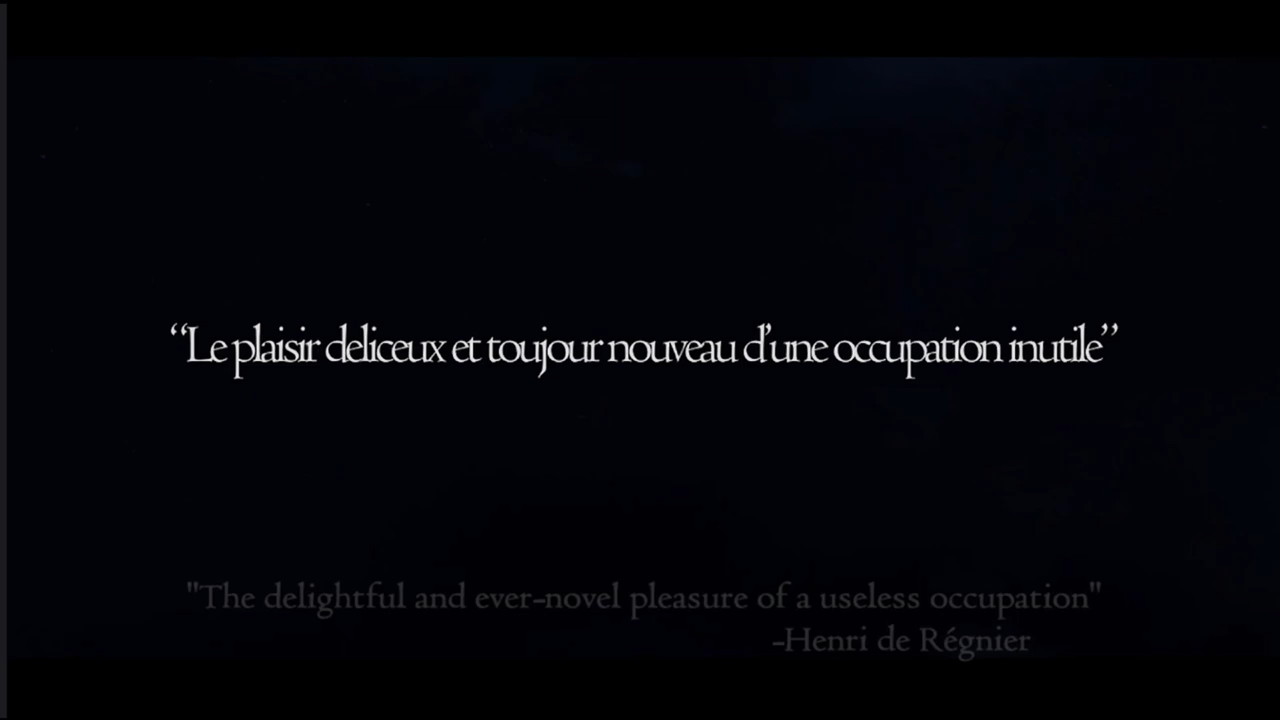 “Le plaisir deliceux et toujour nouveau d’une occupation inutile”
"The delightful and ever-novel pleasure of a useless occupation"
-Henri de Régnier